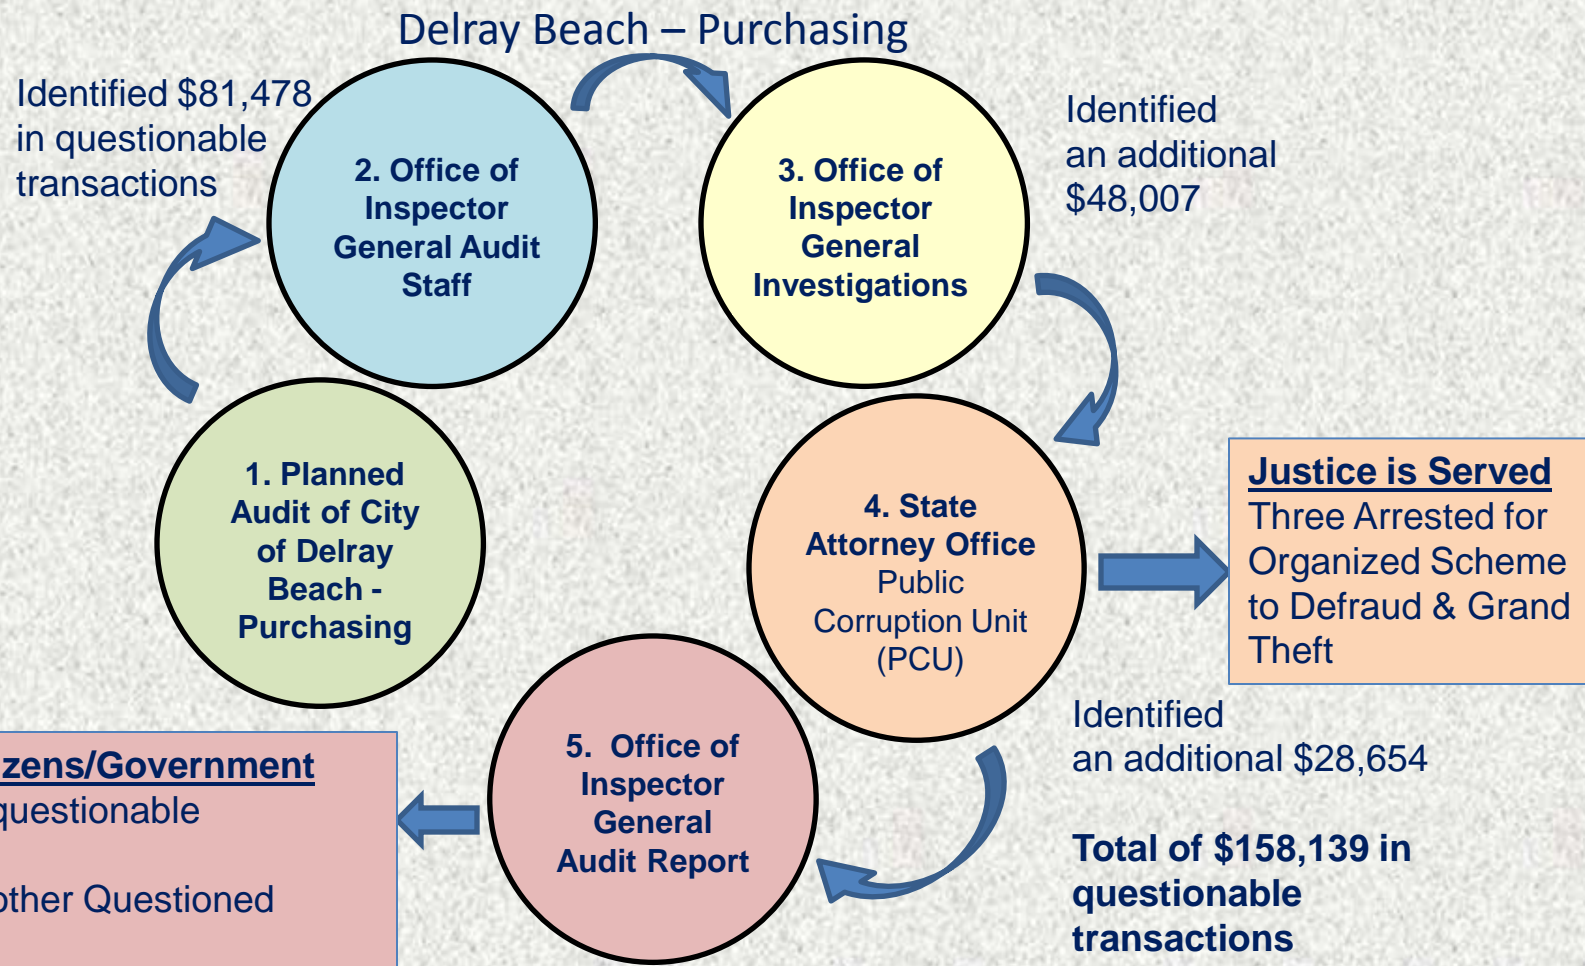 Delray Beach – Purchasing
Identified $81,478
in questionable
transactions
2. Office of
Inspector
General Audit
Staff
3. Office of
Inspector
General
Investigations
Identified
an additional
$48,007
1. Planned
Audit of City
of Delray
Beach -
Purchasing
4. State
Attorney Office
Public
Corruption Unit
(PCU)
Justice is Served
Three Arrested for
Organized Scheme
to Defraud & Grand
Theft
Identified
an additional $28,654
Total of $158,139 in
questionable
transactions
5. Office of
Inspector
General
Audit Report
izens/Government
questionable
other Questioned